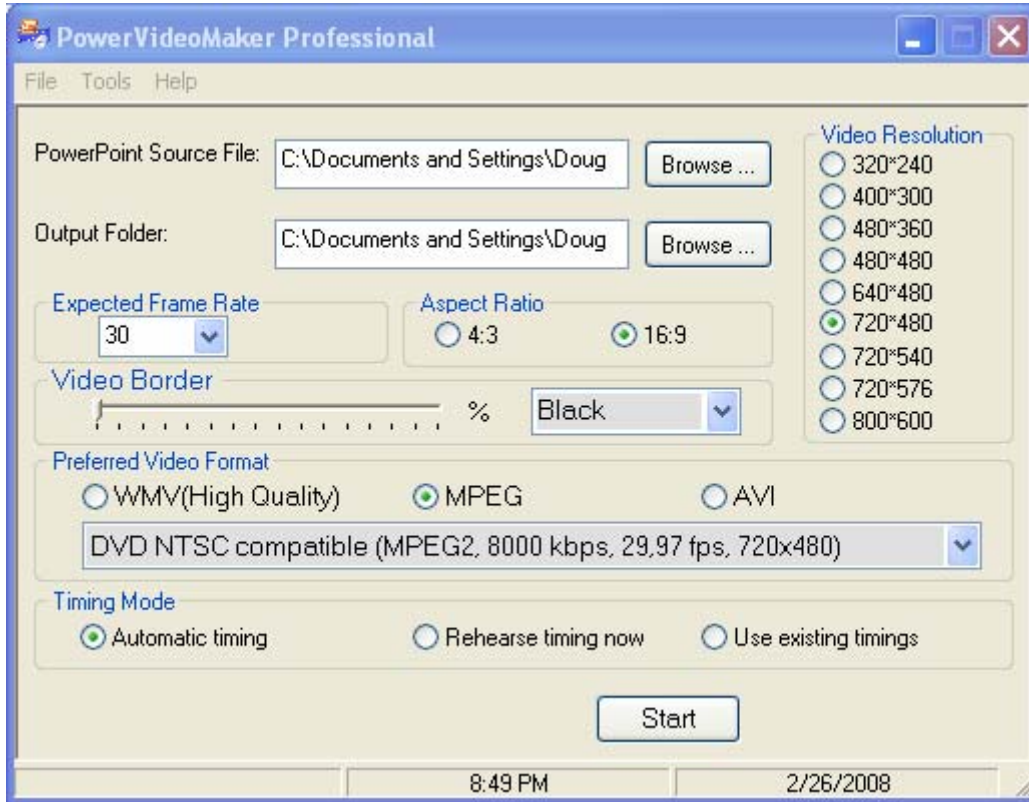 PowerVideoMaker Professional
File Tools Help
PowerPoint Source File: C:\Documents and Settings\Doug Browse ...
Output Folder: C:\Documents and Settings\Doug Browse ...
Video Resolution
320*240
400*300
480*360
480*480
640*480
720*480
720*540
720*576
800*600
Expected Frame Rate
30
Aspect Ratio
4:3 16:9
Video Border
% Black
Preferred Video Format
WMV(High Quality) MPEG AVI
DVD NTSC compatible (MPEG2, 8000 kbps, 29,97 fps, 720x480)
Timing Mode
Automatic timing Rehearse timing now Use existing timings
Start
8:49 PM 2/26/2008